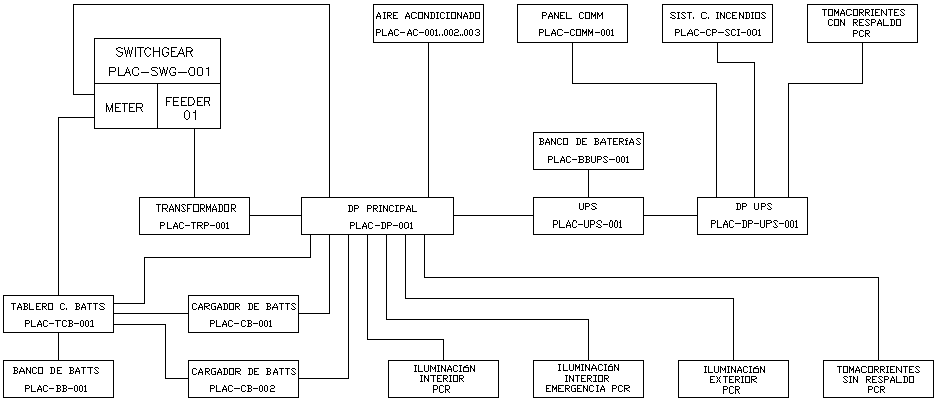 AIRE ACONDICIONADO
PLAC-AC-001..002..003
PANEL COMM
PLAC-COMM-001
SIST. C. INCENDIOS
PLAC-CP-SCI-001
TOMACORRIENTES
CON RESPALDO
PCR
SWITCHGEAR
PLAC-SWG-001
METER
FEEDER
01
BANCO DE BATERíAS
PLAC-BBUPS-001
TRANSFORMADOR
PLAC-TRP-001
DP PRINCIPAL
PLAC-DP-001
UPS
PLAC-UPS-001
DP UPS
PLAC-DP-UPS-001
TABLERO C. BATTS
PLAC-TCB-001
CARGADOR DE BATTS
PLAC-CB-001
BANCO DE BATTS
PLAC-BB-001
CARGADOR DE BATTS
PLAC-CB-002
ILUMINACIóN
INTERIOR
PCR
ILUMINACIóN
INTERIOR
EMERGENCIA PCR
ILUMINACIóN
EXTERIOR
PCR
TOMACORRIENTES
SIN RESPALDO
PCR